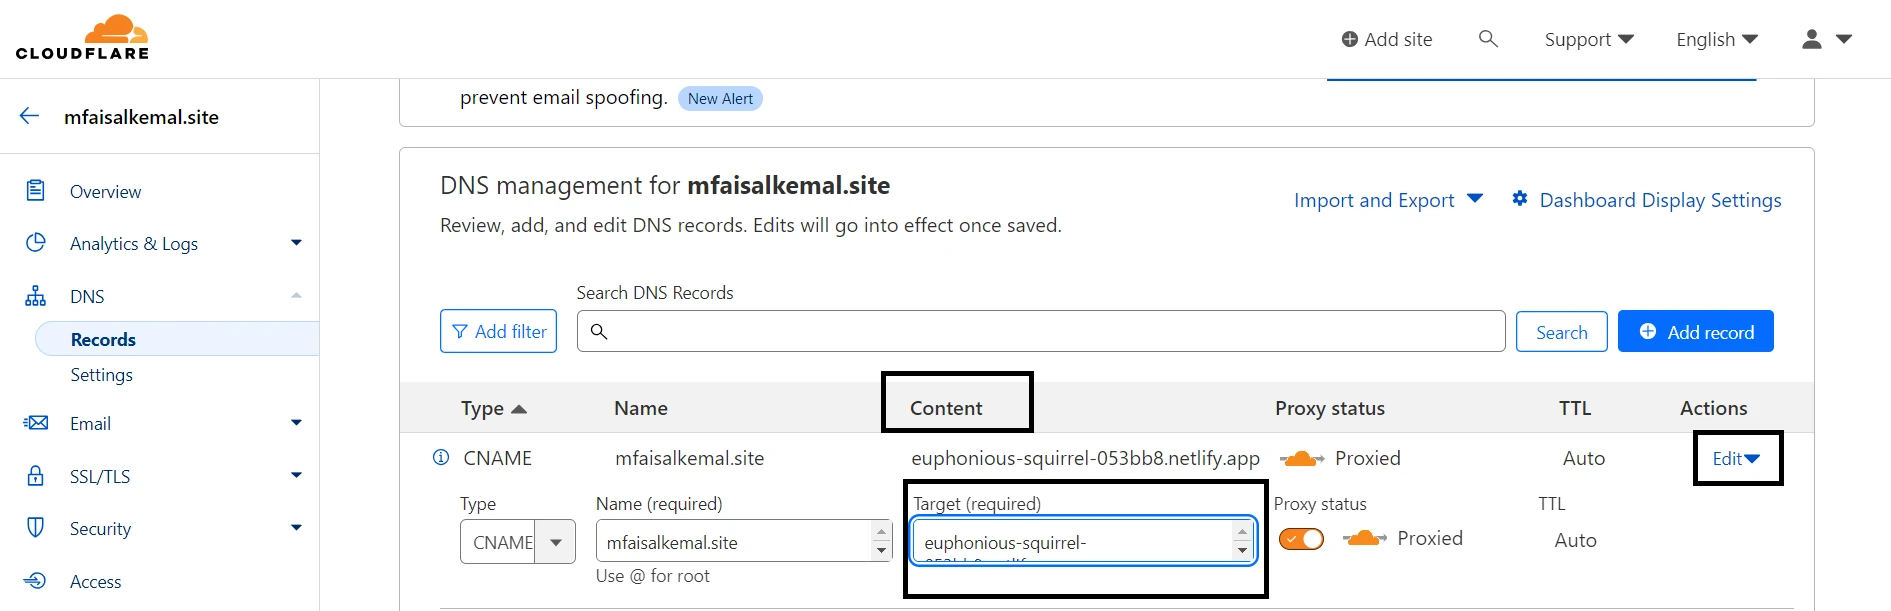 CLOUDFLARE
Add site
Support
English
prevent email spoofing. New Alert
mfaisalkemal.site
Overview
Analytics & Logs
DNS
Records
Settings
Email
SSL/TLS
Security
Access
DNS management for mfaisalkemal.site
Import and Export
Dashboard Display Settings
Review, add, and edit DNS records. Edits will go into effect once saved.
Search DNS Records
Add filter
Search
Add record
Type Name Content Proxy status TTL Actions
CNAME mfaisalkemal.site euphonious-squirrel-053bb8.netlify.app Proxied Auto Edit
Type Name (required) Target (required) Proxy status TTL
CNAME mfaisalkemal.site euphonious-squirrel- Proxied Auto
053bb8.netlify
Use @ for root